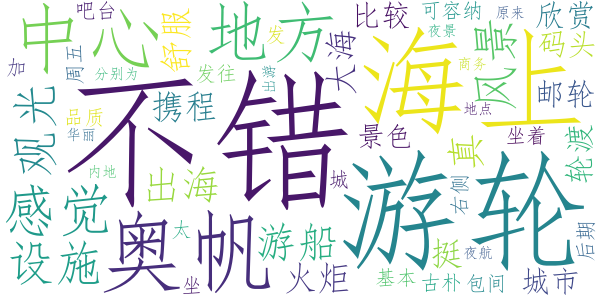 吧台
中心
地方
比较
可容纳
原来
欣赏
舒服
发
夜景
大海
海上
风景
码头
加
周五
分别为
发往
出
商务
邮轮
观光
不错
品质
携程
华丽
地点
景色
真
坐着
轮渡
内地
出海
城
游轮
感觉
奥帆
右侧
设施
太
游船
挺
夜航
后期
坐
火炬
基本
古朴
包间
城市